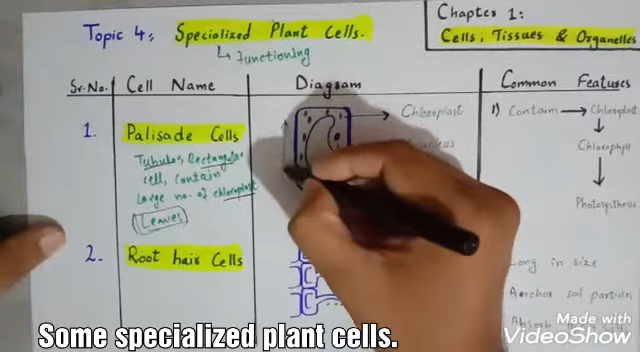 Chapter 1:
Topic 4: Specialized Plant Cells.
Cells, Tissues & Organelles
Functioning
Sr.No. Cell Name Diagram Common Features
1. Palisade Cells
Chloroplast
1) Contain → Chloroplast
Chlorophyll
Photosynthesis
Tubular, Rectangular
cell, contain
large no. of chloroplast
Leaves
2. Root hair Cells
Long in size
Anchor soil particles
Absorb
Some specialized plant cells.
Made with
VideoShow